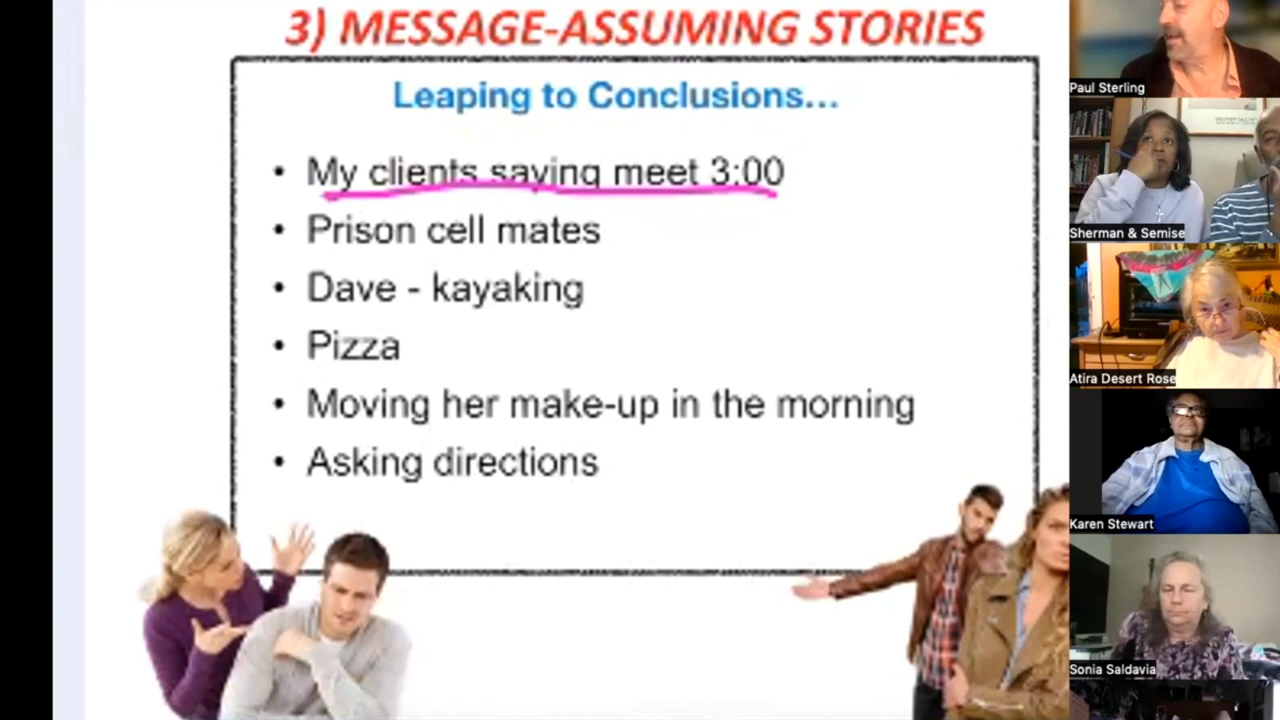 3) MESSAGE-ASSUMING STORIES
Leaping to Conclusions...
• My clients saying meet 3:00
• Prison cell mates
• Dave - kayaking
• Pizza
• Moving her make-up in the morning
• Asking directions
Paul Sterling
Sherman & Semise
Atira Desert Rose
Karen Stewart
Sonia Saldavia